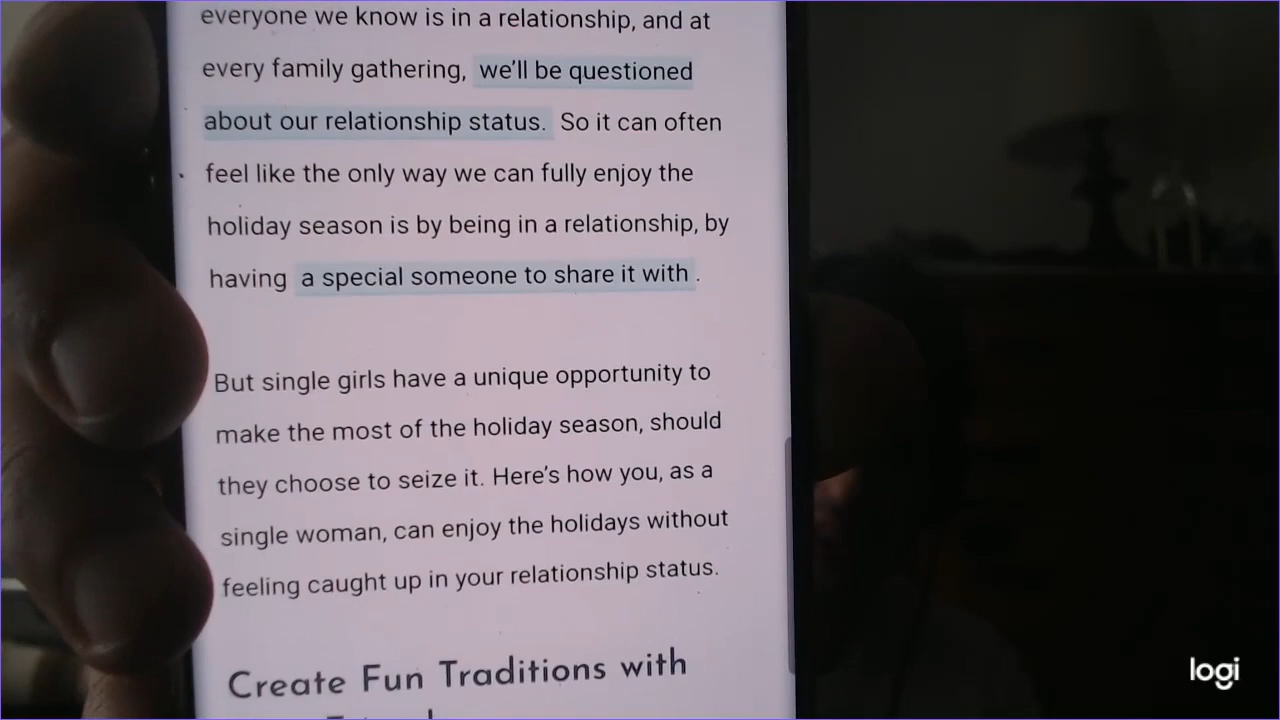 everyone we know is in a relationship, and at
every family gathering, we'll be questioned
about our relationship status. So it can often
feel like the only way we can fully enjoy the
holiday season is by being in a relationship, by
having a special someone to share it with.
But single girls have a unique opportunity to
make the most of the holiday season, should
they choose to seize it. Here's how you, as a
single woman, can enjoy the holidays without
feeling caught up in your relationship status.
Create Fun Traditions with
logi